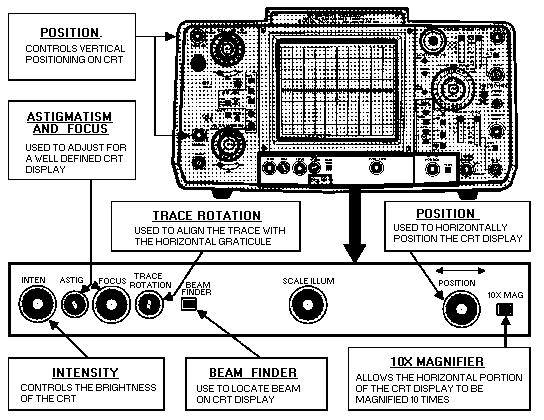 POSITION.
CONTROLS VERTICAL
POSITIONING ON CRT
ASTIGMATISM
AND FOCUS
USED TO ADJUST FOR
A WELL DEFINED CRT
DISPLAY
TRACE ROTATION
USED TO ALIGN THE TRACE WITH
THE HORIZONTAL GRATICULE
POSITION
USED TO HORIZONTALLY
POSITION THE CRT DISPLAY
INTEN
ASTIG
FOCUS
TRACE
ROTATION
BEAM
FINDER
SCALE ILLUM
POSITION
10X MAG
INTENSITY
CONTROLS THE BRIGHTNESS
OF THE CRT
BEAM FINDER
USE TO LOCATE BEAM
ON CRT DISPLAY
10X MAGNIFIER
ALLOWS THE HORIZONTAL PORTION
OF THE CRT DISPLAY TO BE
MAGNIFIED 10 TIMES